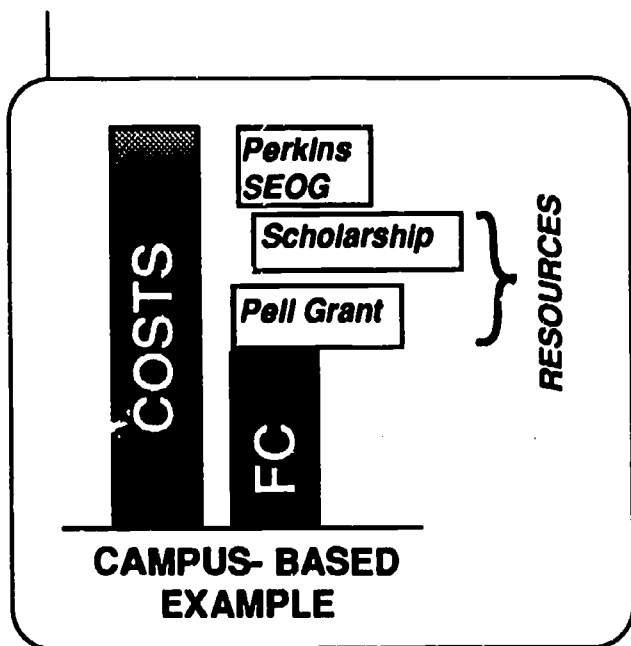 COSTS
Perkins
SEOG
Scholarship
Pell Grant
FC
RESOURCES
CAMPUS- BASED
EXAMPLE